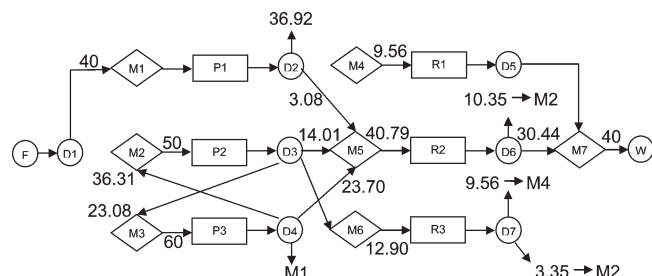 36.92
40 M1 P1 D2 M4 9.56 R1 D5
3.08 10.35 → M2
F D1 M2 50 P2 D3 14.01 M5 40.79 R2 D6 30.44 M7 40 W
36.31 23.70 9.56 → M4
23.08
M3 60 P3 D4 M6 12.90 R3 D7
M1 3.35 → M2